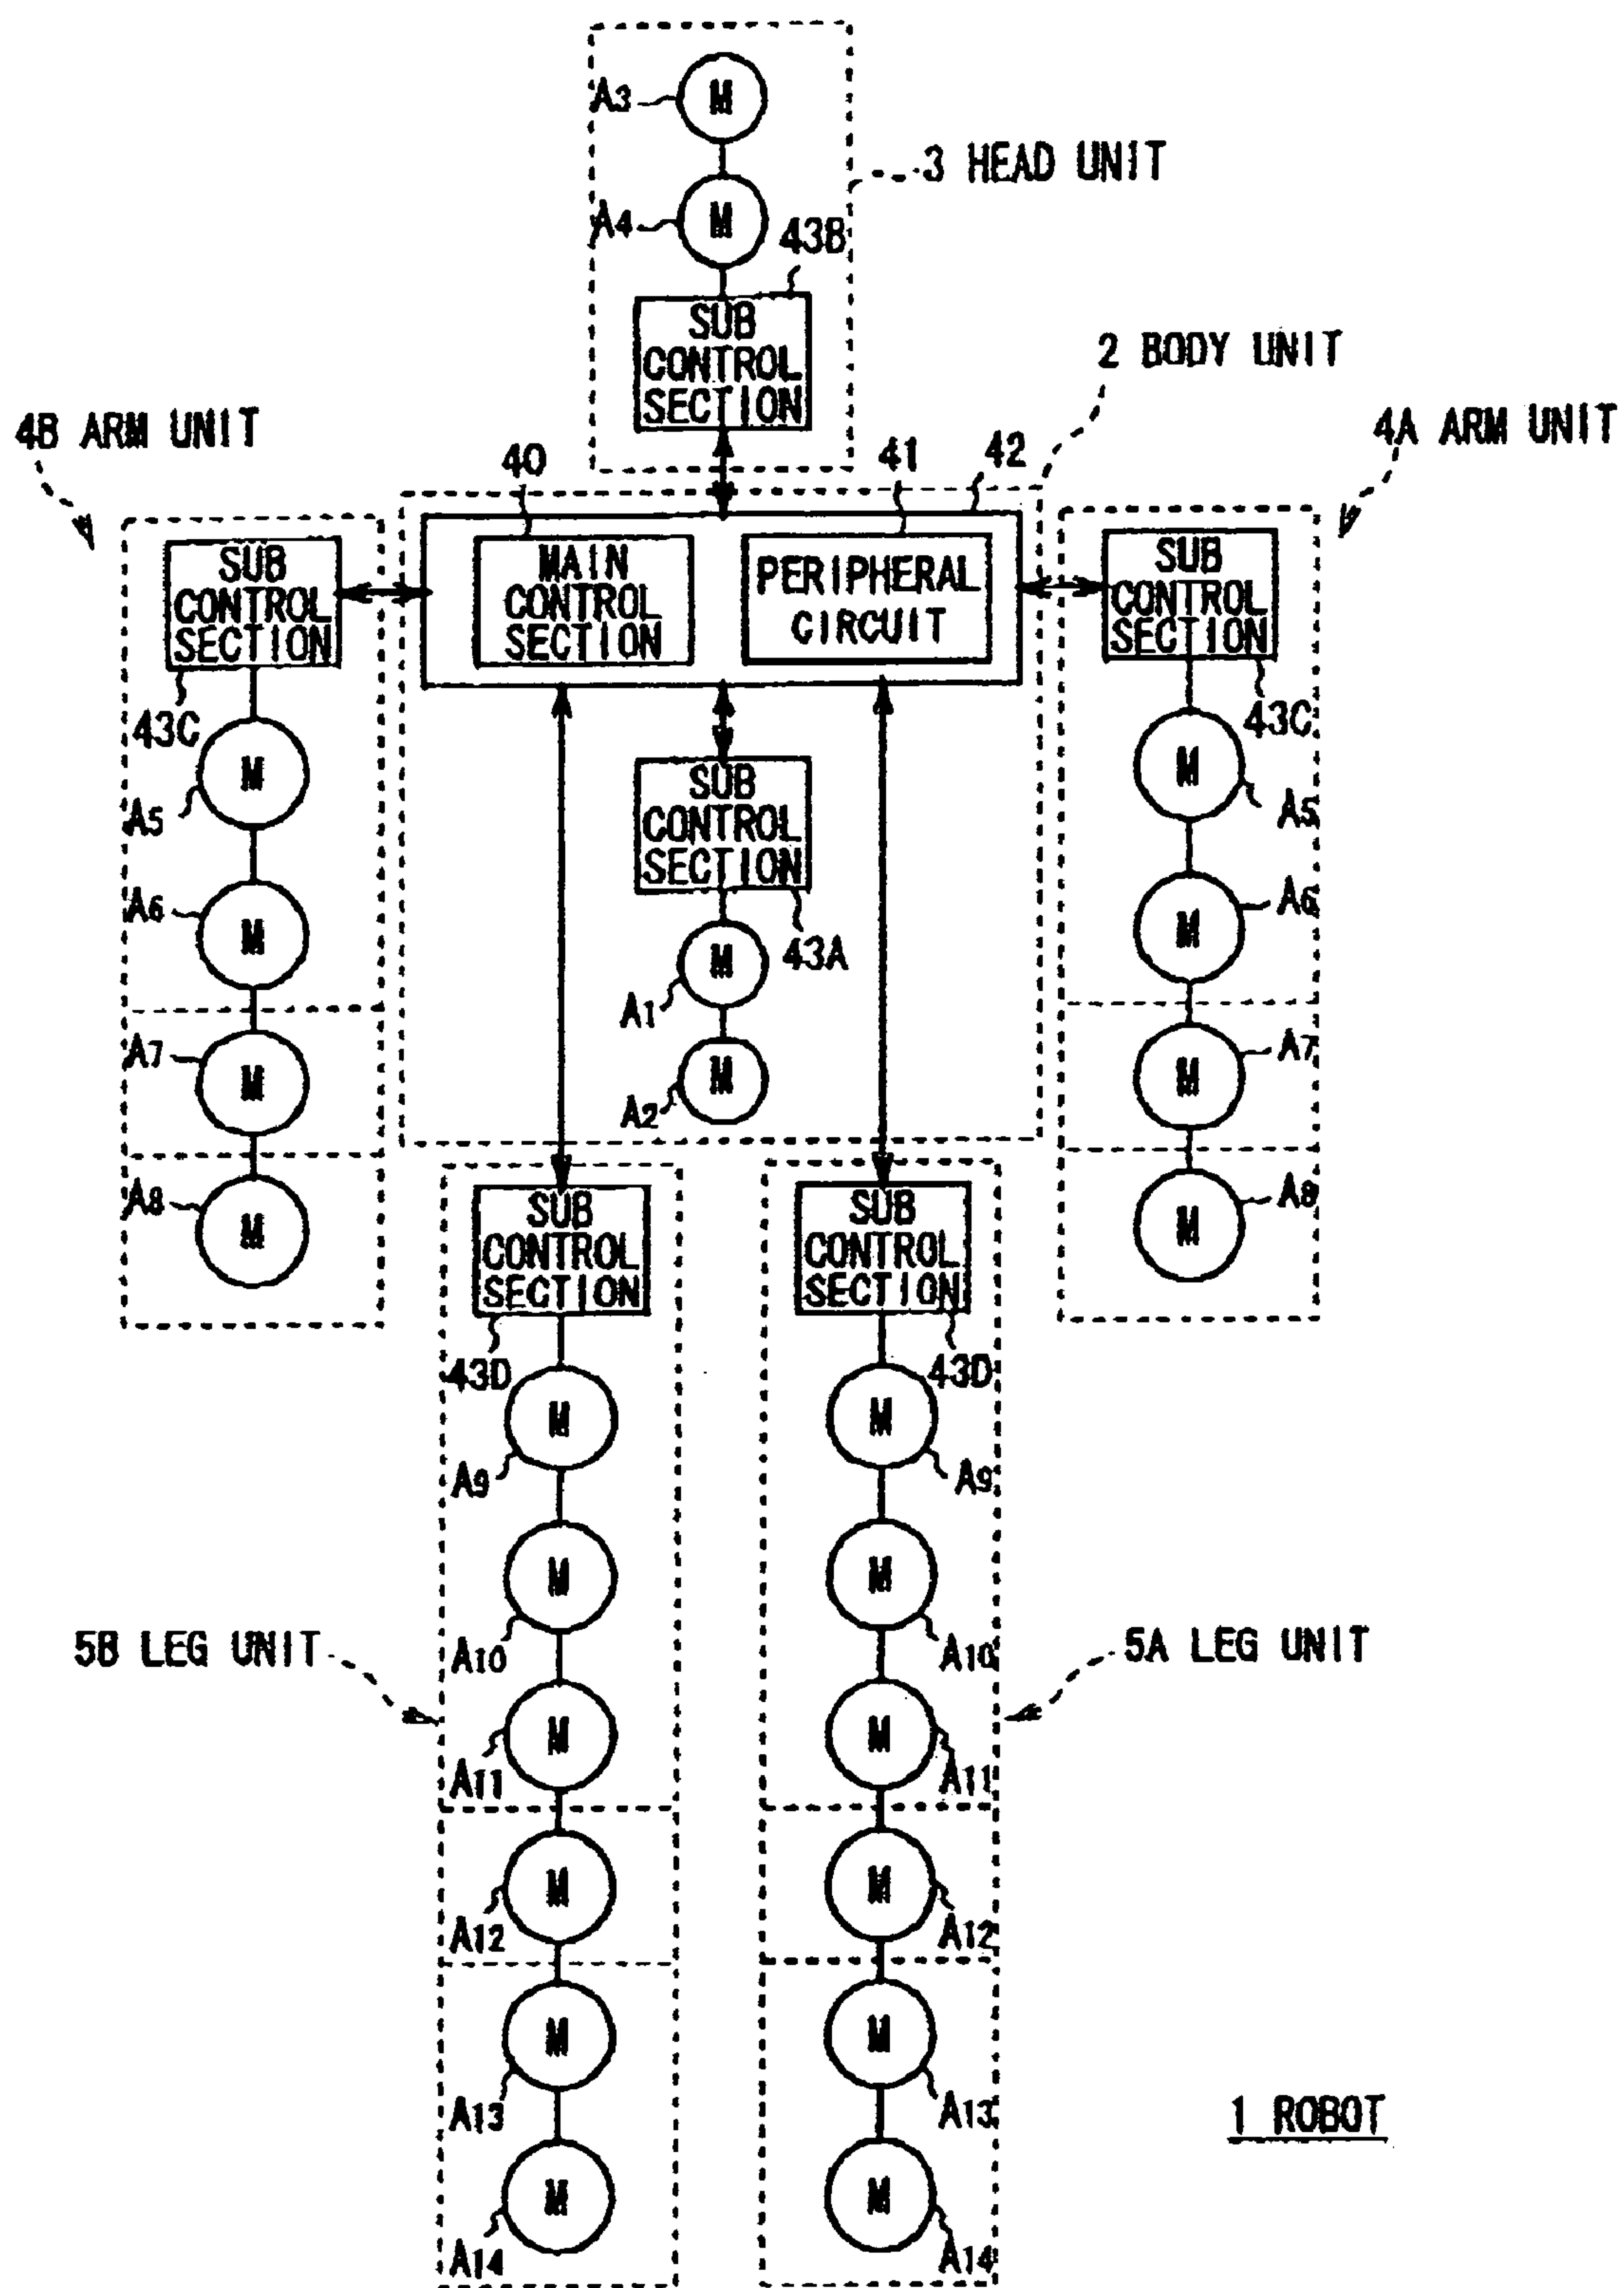 A3
M
3 HEAD UNIT
A4
M
43B
SUB
CONTROL
SECTION
2 BODY UNIT
4B ARM UNIT
4A ARM UNIT
40
41
42
SUB
CONTROL
SECTION
43C
MAIN
CONTROL
SECTION
PERIPHERAL
CIRCUIT
SUB
CONTROL
SECTION
43C
M
A5
SUB
CONTROL
SECTION
43A
M
A5
A6
M
M
A1
M
A6
A7
M
M
A2
M
A7
A8
M
M
A8
SUB
CONTROL
SECTION
43D
SUB
CONTROL
SECTION
43D
M
A9
M
A9
M
A10
M
A10
5B LEG UNIT
5A LEG UNIT
M
A11
M
A11
M
A12
M
A12
M
A13
M
A13
M
A14
M
A14
1 ROBOT